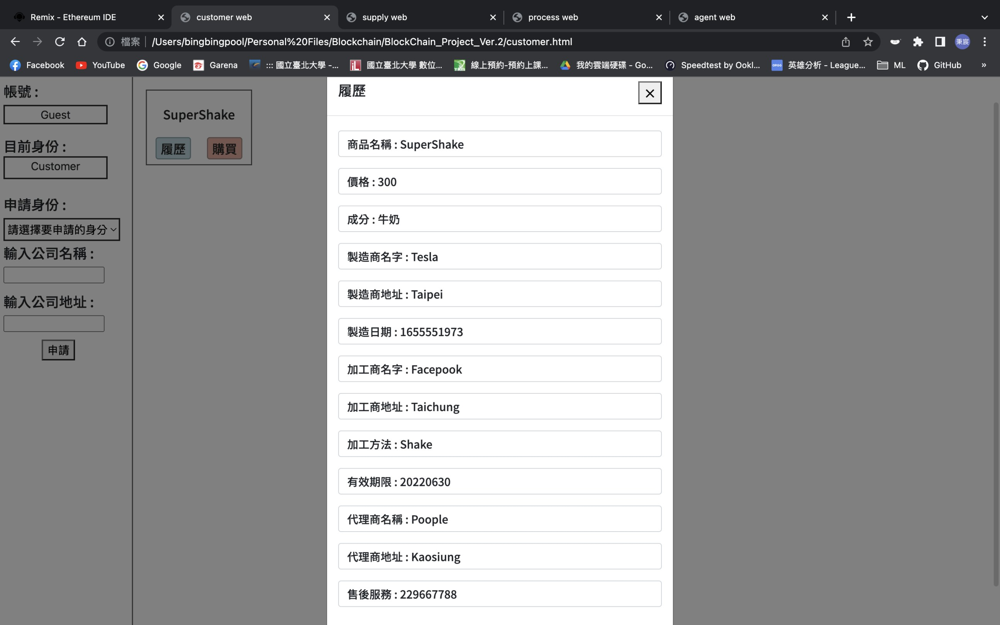 Remix - Ethereum IDE
customer web
supply web
process web
agent web
檔案 /Users/bingbingpool/Personal%20Files/Blockchain/BlockChain_Project_Ver.2/customer.html
秉宸
Facebook YouTube Google Garena ::: 國立臺北大學 -... 國立臺北大學 數位... 線上預約-預約上課... 我的雲端硬碟 - Go... Speedtest by Ookl... OP.GG 英雄分析 - League... ML GitHub »
帳號 :
Guest
目前身份 :
Customer
申請身份 :
請選擇要申請的身分
輸入公司名稱 :
輸入公司地址 :
申請
SuperShake
履歷 購買
履歷
商品名稱 : SuperShake
價格 : 300
成分 : 牛奶
製造商名字 : Tesla
製造商地址 : Taipei
製造日期 : 1655551973
加工商名字 : Facepook
加工商地址 : Taichung
加工方法 : Shake
有效期限 : 20220630
代理商名稱 : Poople
代理商地址 : Kaosiung
售後服務 : 229667788